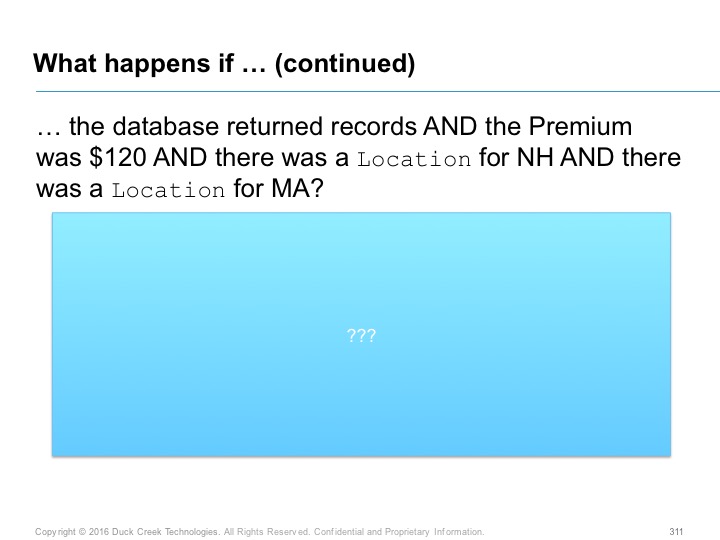 What happens if … (continued)
… the database returned records AND the Premium
was $120 AND there was a Location for NH AND there
was a Location for MA?
???
Copyright © 2016 Duck Creek Technologies. All Rights Reserved. Confidential and Proprietary Information.
311